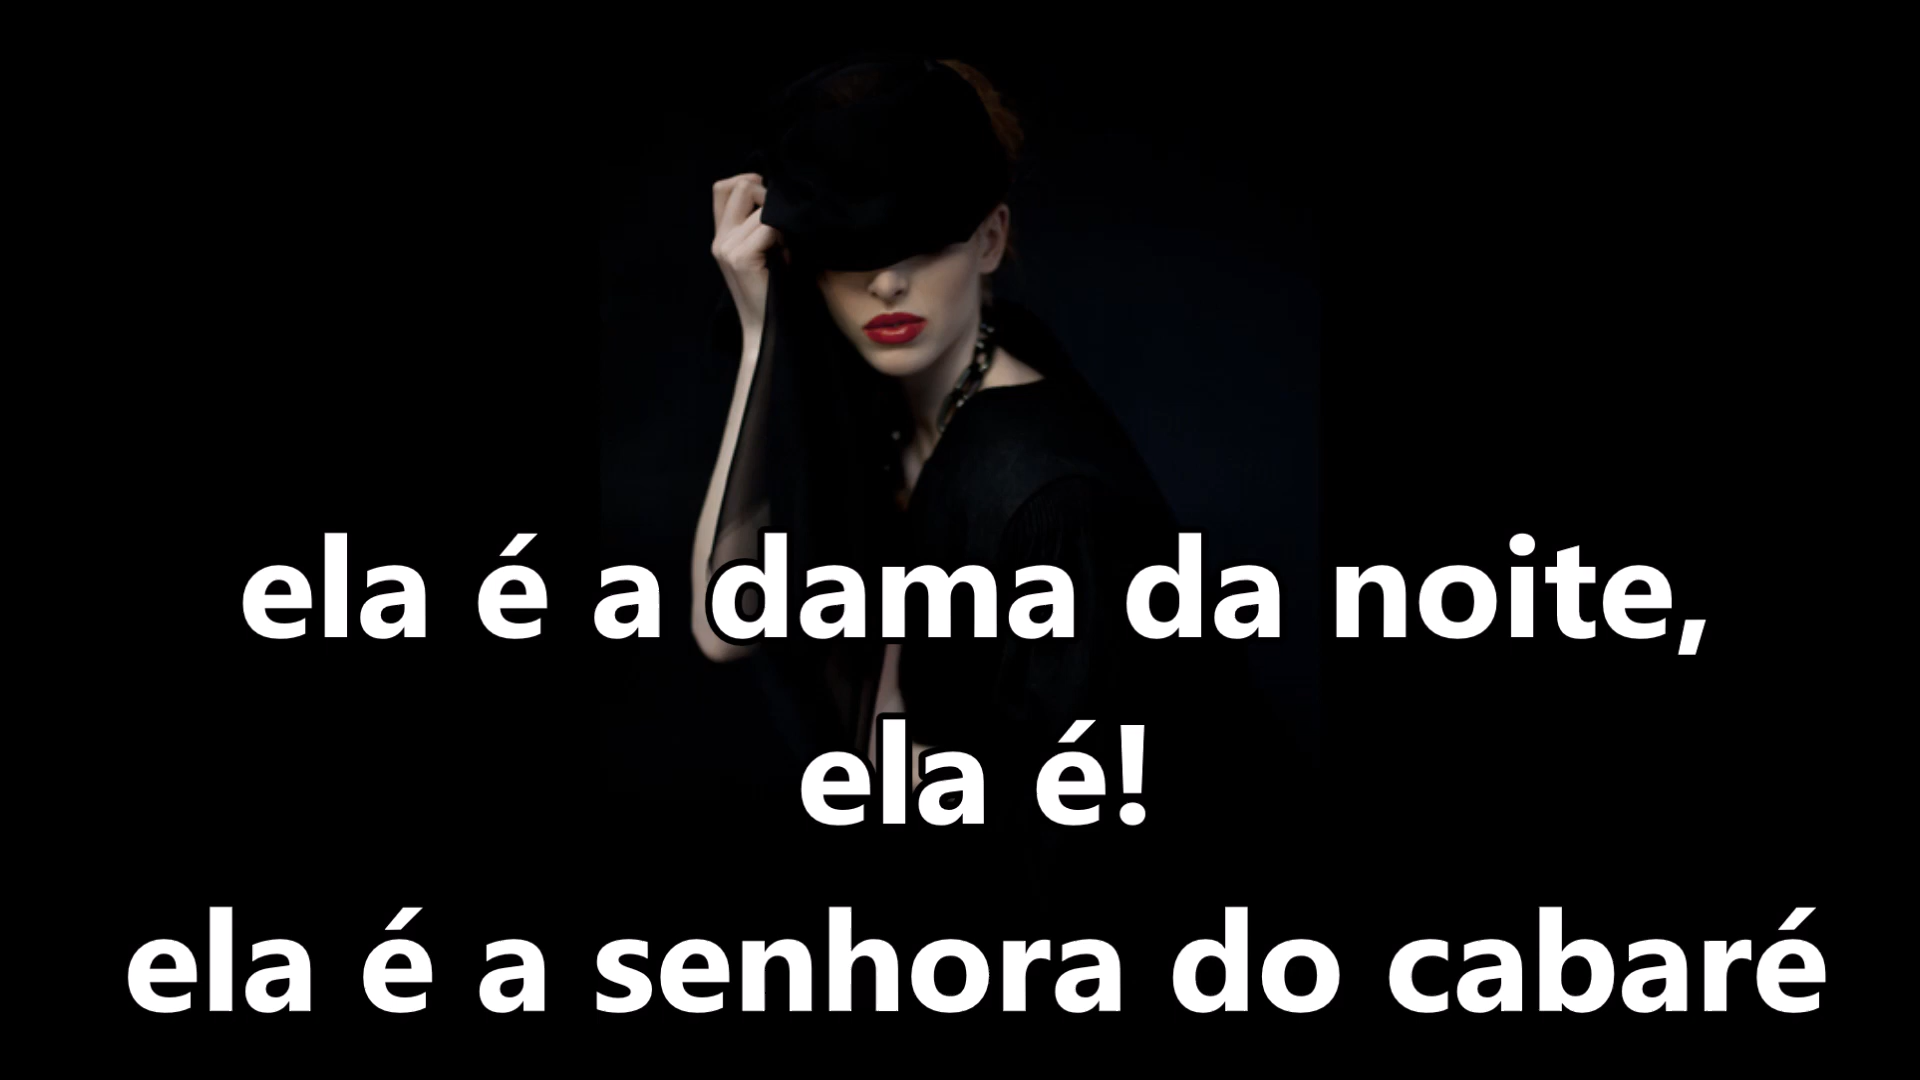 ela é a dama da noite,
ela é!
ela é a senhora do cabaré